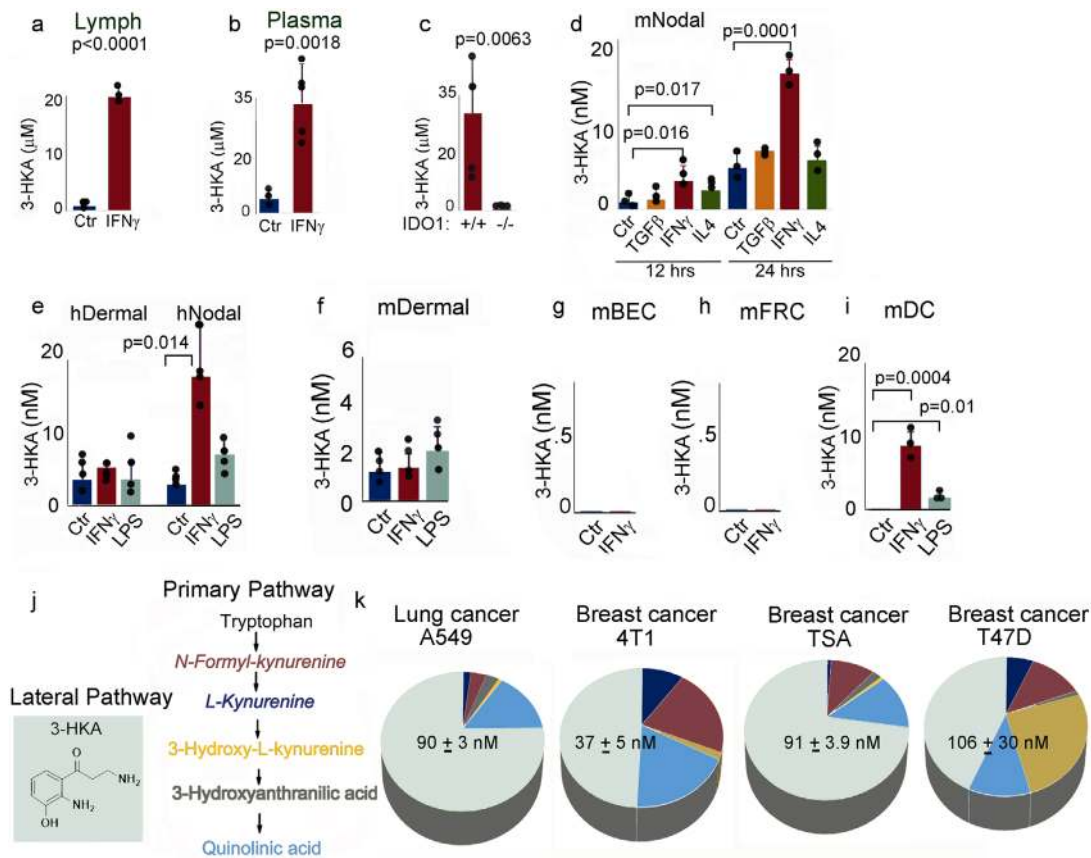 a
Lymph
p<0.0001
3-HKA (μM)
30
20
10
0
Ctr IFNγ
b
Plasma
p=0.0018
3-HKA (μM)
35
20
0
Ctr IFNγ
c
p=0.0063
3-HKA (μM)
35
20
0
IDO1: +/+ -/-
d
mNodal
3-HKA (nM)
20
10
0
p=0.0001
p=0.017
p=0.016
Ctr TGFβ IFNγ IL4 Ctr TGFβ IFNγ IL4
12 hrs 24 hrs
e
hDermal hNodal
p=0.014
3-HKA (nM)
20
10
0
Ctr IFNγ LPS Ctr IFNγ LPS
f
mDermal
3-HKA (nM)
6
4
2
0
Ctr IFNγ LPS
g
mBEC
3-HKA (nM)
.5
0
Ctr IFNγ
h
mFRC
3-HKA (nM)
.5
0
Ctr IFNγ
i
mDC
3-HKA (nM)
20
10
0
p=0.0004
p=0.01
Ctr IFNγ LPS
j
Primary Pathway
Tryptophan
N-Formyl-kynurenine
L-Kynurenine
3-Hydroxy-L-kynurenine
3-Hydroxyanthranilic acid
Quinolinic acid
Lateral Pathway
3-HKA
O
NH₂
NH₂
OH
k
Lung cancer
A549
90 ± 3 nM
Breast cancer
4T1
37 ± 5 nM
Breast cancer
TSA
91 ± 3.9 nM
Breast cancer
T47D
106 ± 30 nM